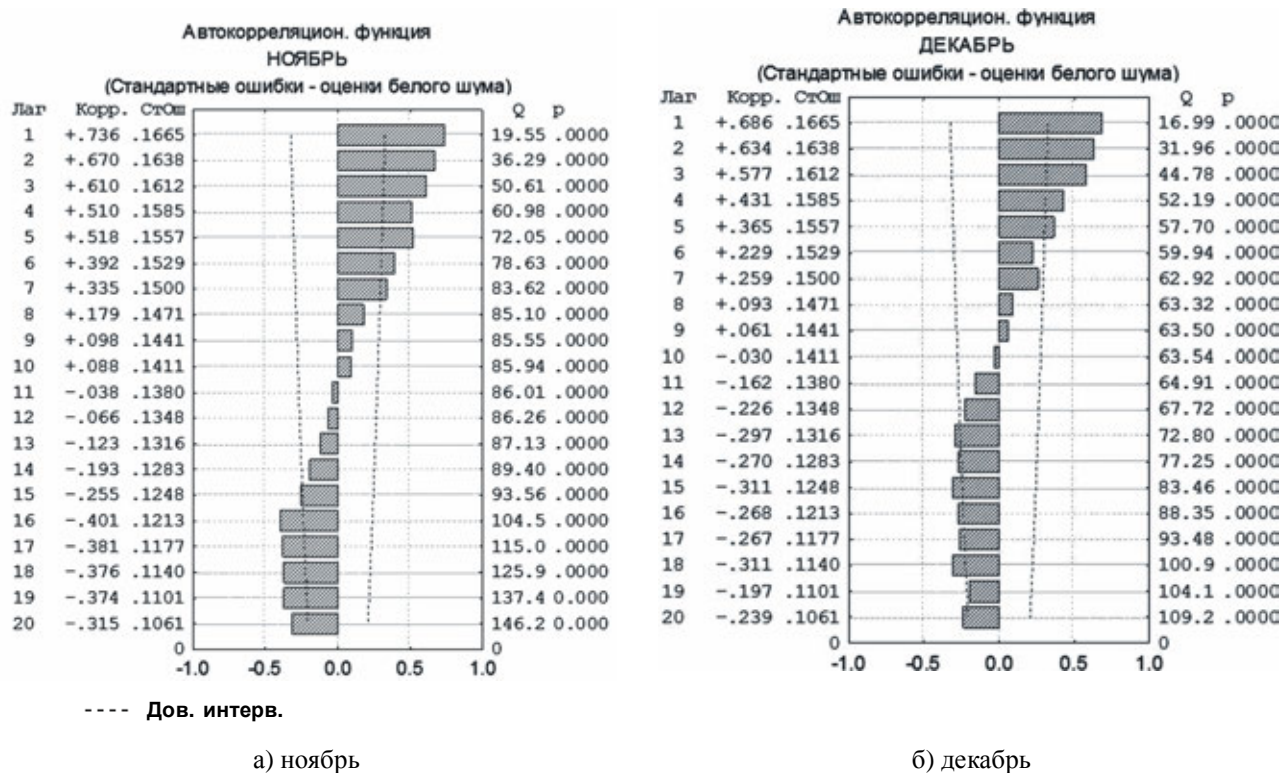 Автокорреляцион. функция
НОЯБРЬ
(Стандартные ошибки - оценки белого шума)
Лаг Корр. СтОш Q p
1 +.736 .1665 19.55 .0000
2 +.670 .1638 36.29 .0000
3 +.610 .1612 50.61 .0000
4 +.510 .1585 60.98 .0000
5 +.518 .1557 72.05 .0000
6 +.392 .1529 78.63 .0000
7 +.335 .1500 83.62 .0000
8 +.179 .1471 85.10 .0000
9 +.098 .1441 85.55 .0000
10 +.088 .1411 85.94 .0000
11 -.038 .1380 86.01 .0000
12 -.066 .1348 86.26 .0000
13 -.123 .1316 87.13 .0000
14 -.193 .1283 89.40 .0000
15 -.255 .1248 93.56 .0000
16 -.401 .1213 104.5 .0000
17 -.381 .1177 115.0 .0000
18 -.376 .1140 125.9 .0000
19 -.374 .1101 137.4 0.000
20 -.315 .1061 146.2 0.000
0 0
-1.0 -0.5 0.0 0.5 1.0
---- Дов. интерв.
а) ноябрь
Автокорреляцион. функция
ДЕКАБРЬ
(Стандартные ошибки - оценки белого шума)
Лаг Корр. СтОш Q p
1 +.686 .1665 16.99 .0000
2 +.634 .1638 31.96 .0000
3 +.577 .1612 44.78 .0000
4 +.431 .1585 52.19 .0000
5 +.365 .1557 57.70 .0000
6 +.229 .1529 59.94 .0000
7 +.259 .1500 62.92 .0000
8 +.093 .1471 63.32 .0000
9 +.061 .1441 63.50 .0000
10 -.030 .1411 63.54 .0000
11 -.162 .1380 64.91 .0000
12 -.226 .1348 67.72 .0000
13 -.297 .1316 72.80 .0000
14 -.270 .1283 77.25 .0000
15 -.311 .1248 83.46 .0000
16 -.268 .1213 88.35 .0000
17 -.267 .1177 93.48 .0000
18 -.311 .1140 100.9 .0000
19 -.197 .1101 104.1 .0000
20 -.239 .1061 109.2 .0000
0 0
-1.0 -0.5 0.0 0.5 1.0
б) декабрь